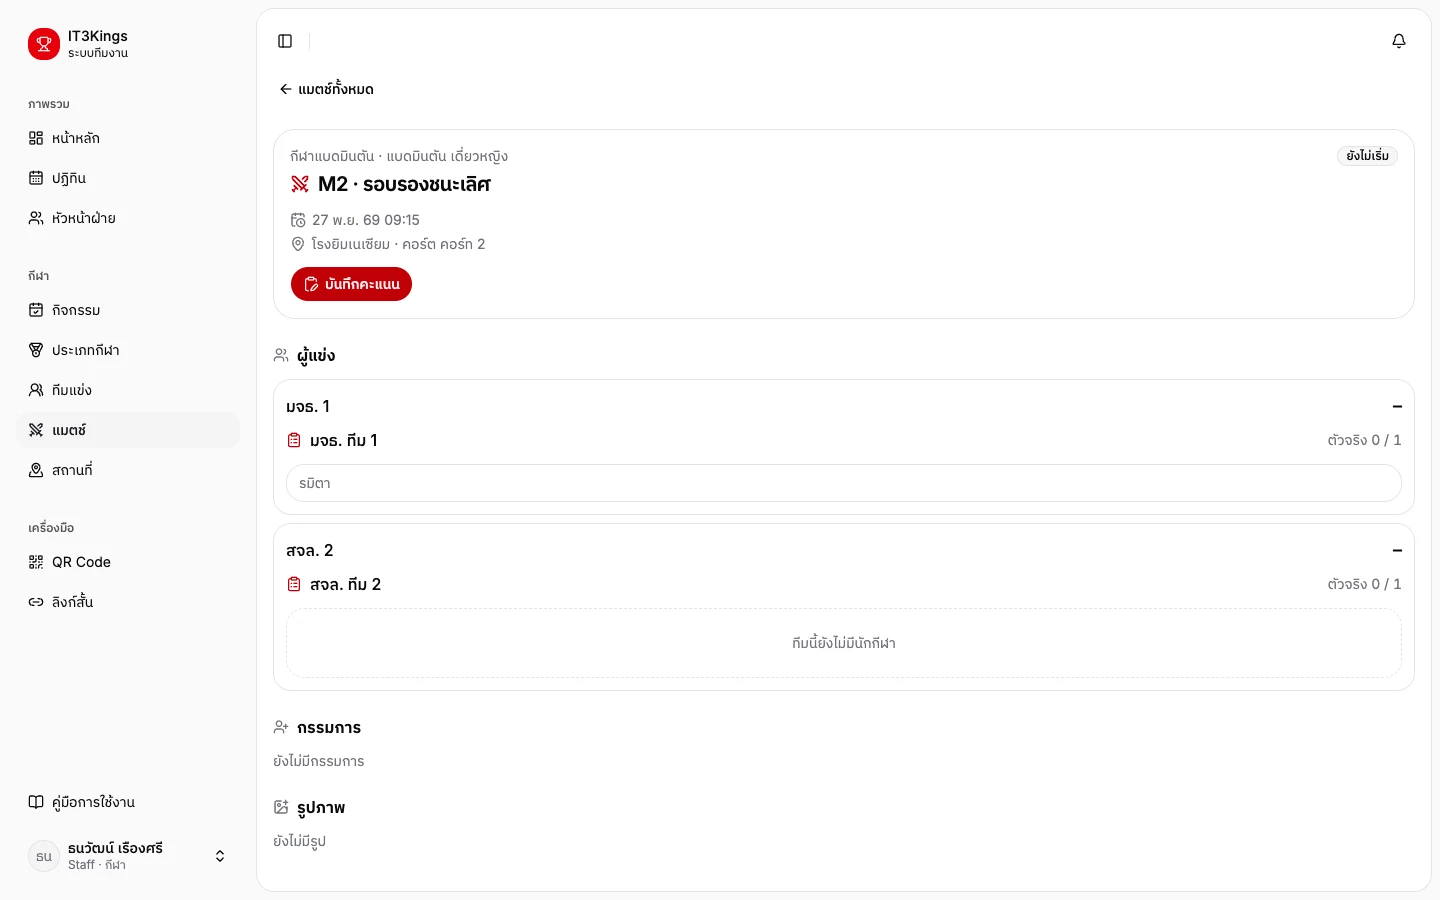 IT3Kings
ระบบทีมงาน
ภาพรวม
หน้าหลัก
ปฏิทิน
หัวหน้าฝ่าย
กีฬา
กิจกรรม
ประเภทกีฬา
ทีมแข่ง
แมตช์
สถานที่
เครื่องมือ
QR Code
ลิงก์สั้น
คู่มือการใช้งาน
ธน
ธนวัฒน์ เรืองศรี
Staff · กีฬา
แมตช์ทั้งหมด
กีฬาแบดมินตัน · แบดมินตัน เดี่ยวหญิง
ยังไม่เริ่ม
M2 · รอบรองชนะเลิศ
27 พ.ย. 69 09:15
โรงยิมเนเซียม · คอร์ต คอร์ท 2
บันทึกคะแนน
ผู้แข่ง
มจธ. 1
มจธ. ทีม 1
ตัวจริง 0 / 1
รมิตา
สจล. 2
สจล. ทีม 2
ตัวจริง 0 / 1
ทีมนี้ยังไม่มีนักกีฬา
กรรมการ
ยังไม่มีกรรมการ
รูปภาพ
ยังไม่มีรูป